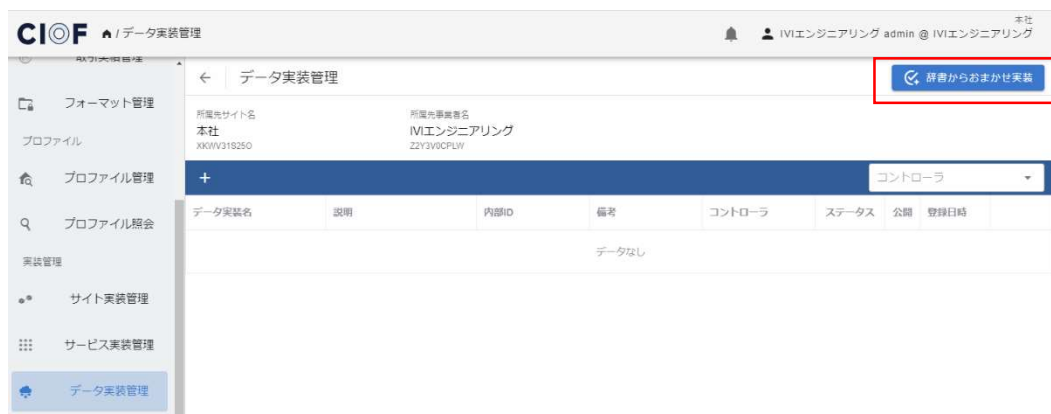 CIOF / データ実装管理
本社
IVIエンジニアリング admin @ IVIエンジニアリング
取引実績管理
フォーマット管理
プロファイル
プロファイル管理
プロファイル照会
実装管理
サイト実装管理
サービス実装管理
データ実装管理
← データ実装管理
辞書からおまかせ実装
所属先サイト名 所属先事業者名
本社 IVIエンジニアリング
XKWV31S25O Z2Y3V0CPLW
+ コントローラ
データ実装名 説明 内部ID 備考 コントローラ ステータス 公開 登録日時
データなし